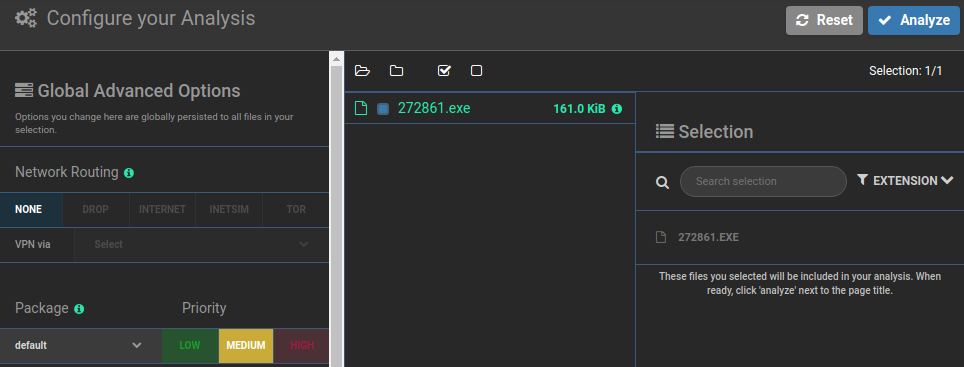 Configure your Analysis
Reset
Analyze
Global Advanced Options
Options you change here are globally persisted to all files in your
selection.
Network Routing
NONE DROP INTERNET INETSIM TOR
VPN via Select
Package
Priority
default
LOW MEDIUM HIGH
Selection: 1/1
272861.exe 161.0 KiB
Selection
Search selection
EXTENSION
272861.EXE
These files you selected will be included in your analysis. When
ready, click 'analyze' next to the page title.